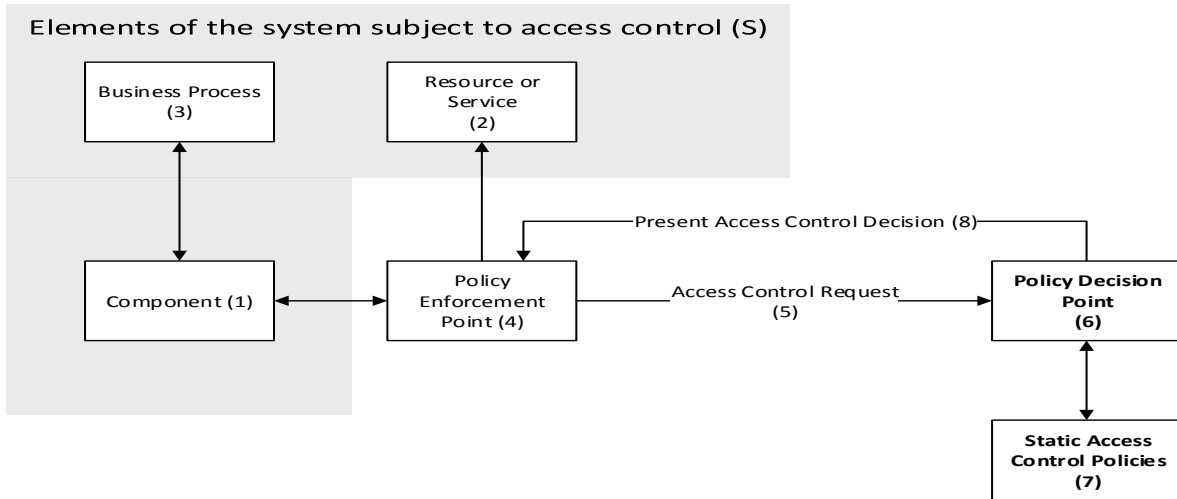 Elements of the system subject to access control (S)
Business Process
(3)
Resource or
Service
(2)
Present Access Control Decision (8)
Component (1)
Policy
Enforcement
Point (4)
Access Control Request
(5)
Policy Decision
Point
(6)
Static Access
Control Policies
(7)